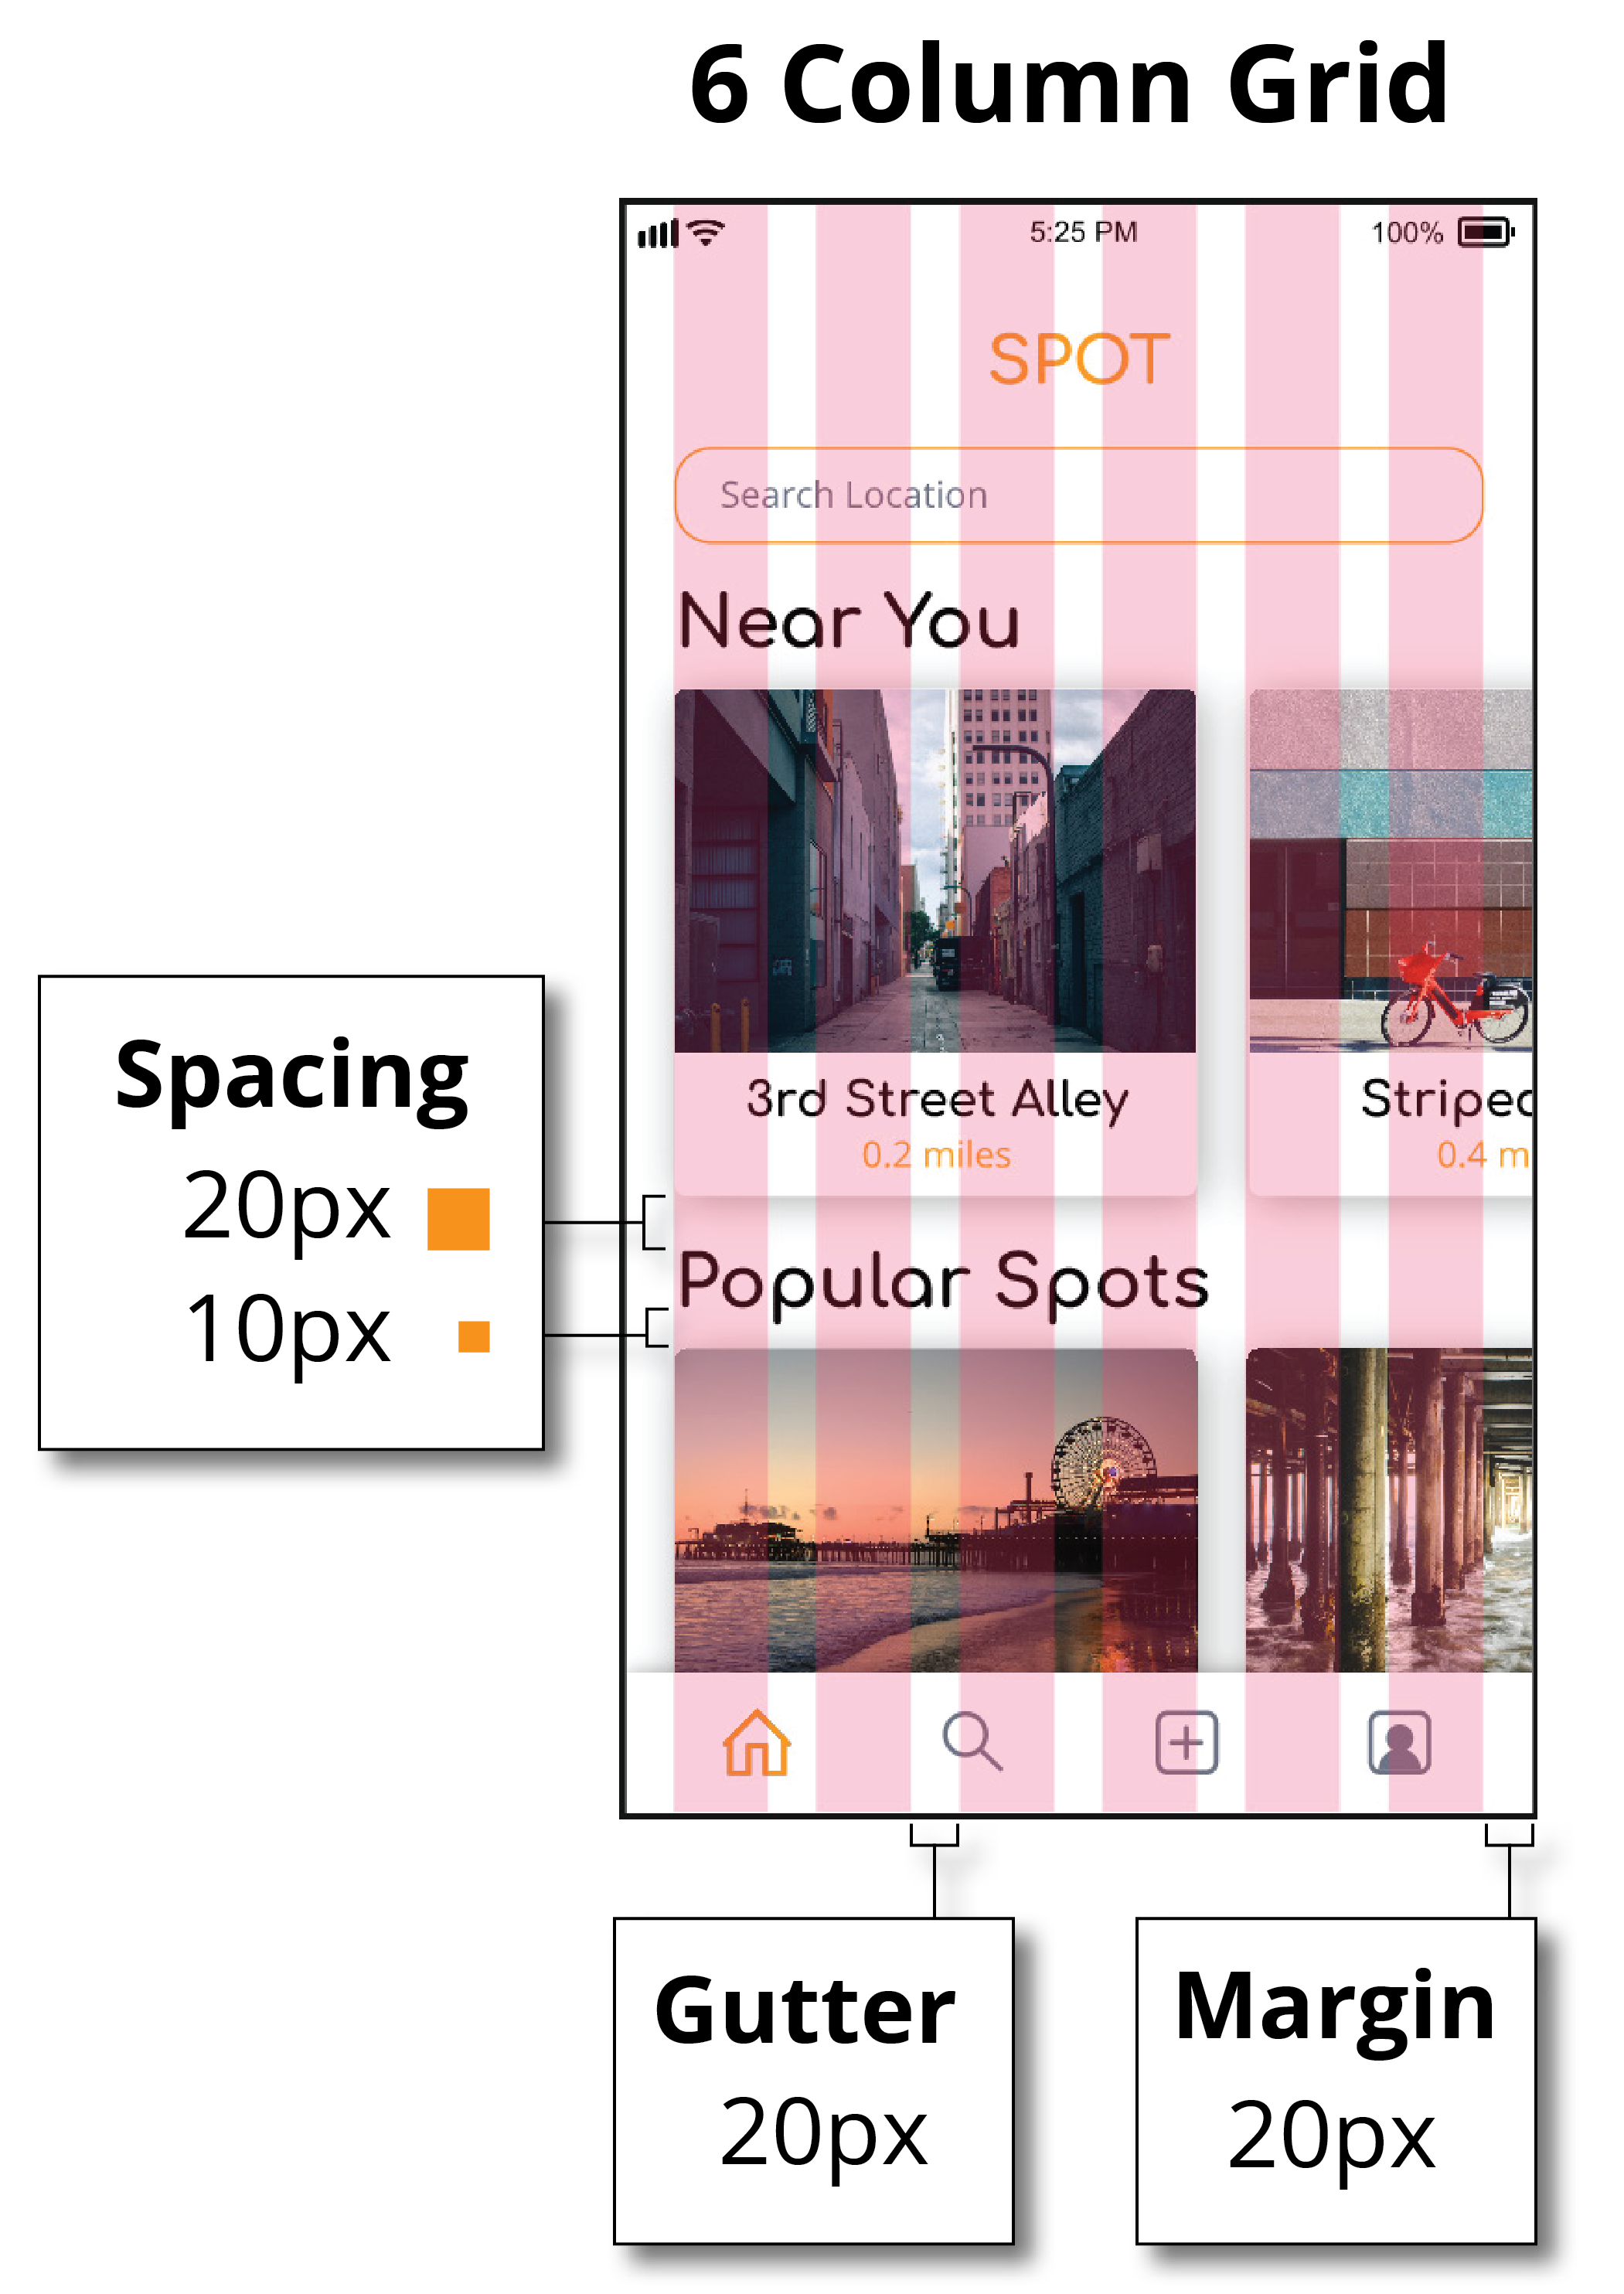 6 Column Grid
5:25 PM
100%
SPOT
Search Location
Near You
3rd Street Alley
0.2 miles
Striped
0.4 m
Spacing
20px
10px
Popular Spots
Gutter
20px
Margin
20px